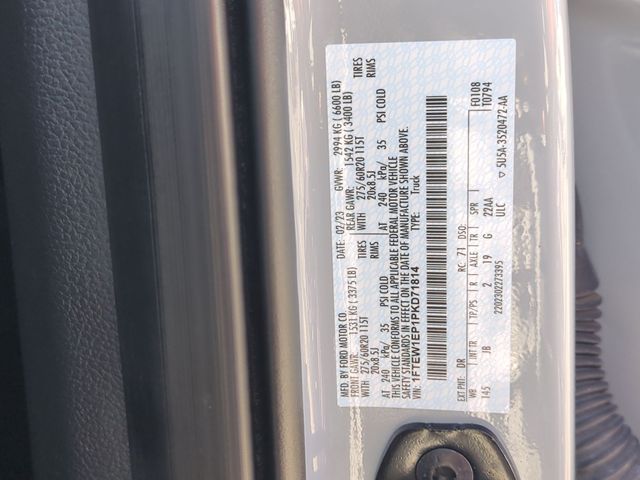 MFD. BY FORD MOTOR CO. DATE: 02/23 GVWR: 2994 KG ( 6600 LB)
FRONT GAWR: 1531 KG ( 3375 LB) REAR GAWR: 1542 KG ( 3400 LB)
WITH 275/60R20 115T TIRES WITH 275/60R20 115T TIRES
20x8.5J RIMS 20x8.5J RIMS
AT 240 kPa/ 35 PSI COLD AT 240 kPa/ 35 PSI COLD
THIS VEHICLE CONFORMS TO ALL APPLICABLE FEDERAL MOTOR VEHICLE
SAFETY STANDARDS IN EFFECT ON THE DATE OF MANUFACTURE SHOWN ABOVE.
1FTEW1EP1PKD71814 TYPE: Truck
F0108
T0794
EXT PNT: DR RC: 71 DSO:
WB INT TR TP/PS R AXLE TR SPR
145 JB 2 19 G 22AA
2202302273395 ULC
▽ 5U5A-3520472-AA